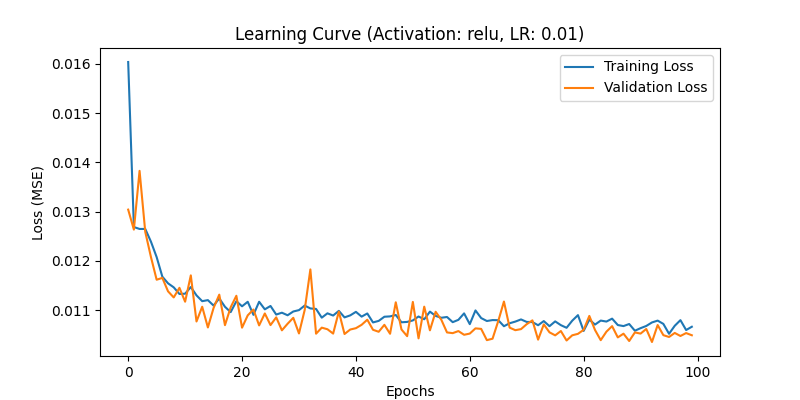 Learning Curve (Activation: relu, LR: 0.01)
Training Loss
Validation Loss
Loss (MSE)
0.016
0.015
0.014
0.013
0.012
0.011
0 20 40 60 80 100
Epochs